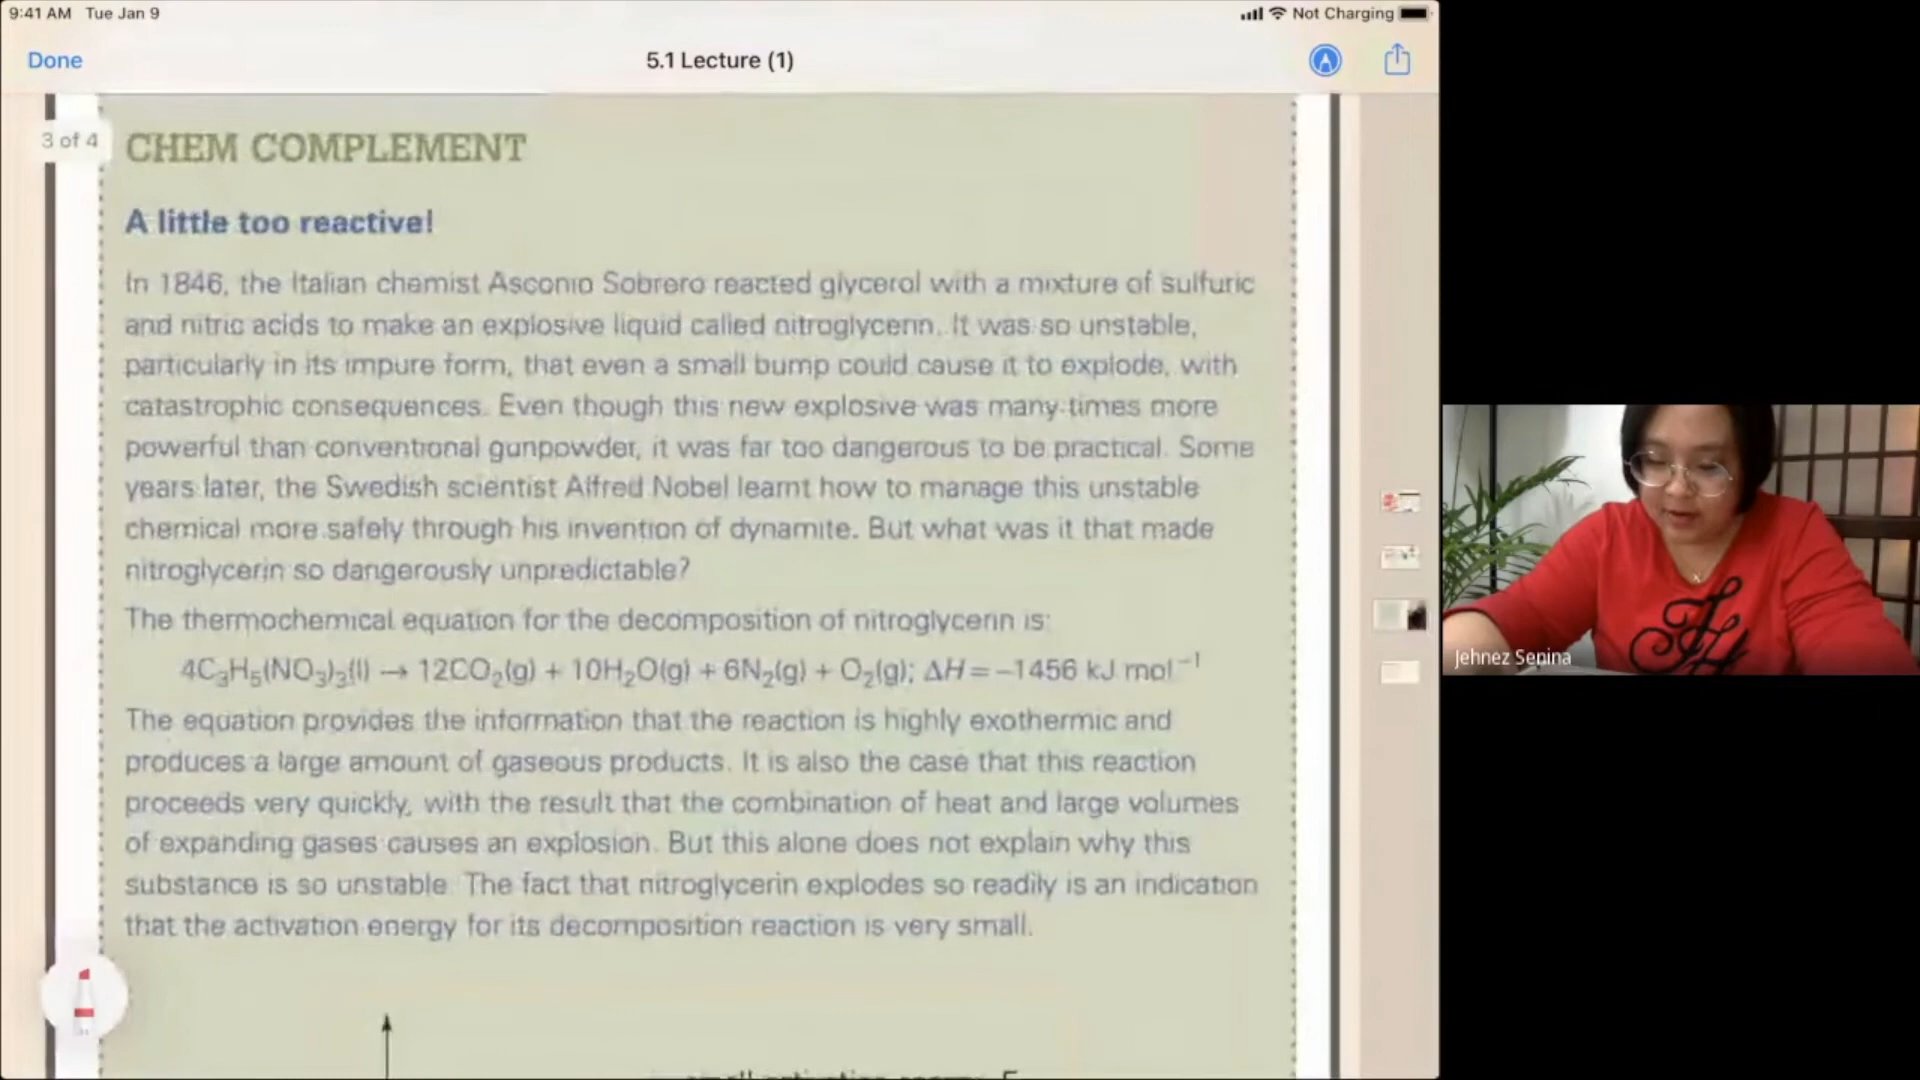 9:41 AM Tue Jan 9
Not Charging
Done
5.1 Lecture (1)
3 of 4
CHEM COMPLEMENT
A little too reactive!
In 1846, the Italian chemist Asconio Sobrero reacted glycerol with a mixture of sulfuric
and nitric acids to make an explosive liquid called nitroglycerin. It was so unstable,
particularly in its impure form, that even a small bump could cause it to explode, with
catastrophic consequences. Even though this new explosive was many times more
powerful than conventional gunpowder, it was far too dangerous to be practical. Some
years later, the Swedish scientist Alfred Nobel learnt how to manage this unstable
chemical more safely through his invention of dynamite. But what was it that made
nitroglycerin so dangerously unpredictable?
The thermochemical equation for the decomposition of nitroglycerin is:
4C₃H₅(NO₃)₃(l) → 12CO₂(g) + 10H₂O(g) + 6N₂(g) + O₂(g); ΔH = −1456 kJ mol⁻¹
The equation provides the information that the reaction is highly exothermic and
produces a large amount of gaseous products. It is also the case that this reaction
proceeds very quickly, with the result that the combination of heat and large volumes
of expanding gases causes an explosion. But this alone does not explain why this
substance is so unstable. The fact that nitroglycerin explodes so readily is an indication
that the activation energy for its decomposition reaction is very small.
Jehnez Senina